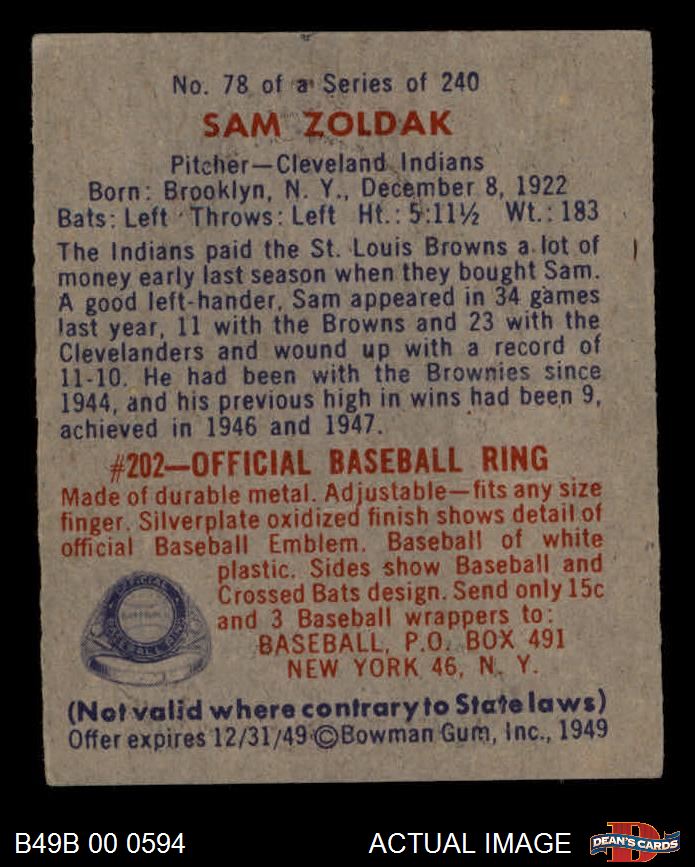 No. 78 of a Series of 240
SAM ZOLDAK
Pitcher—Cleveland Indians
Born: Brooklyn, N. Y., December 8, 1922
Bats: Left Throws: Left Ht.: 5:11½ Wt.: 183
The Indians paid the St. Louis Browns a lot of
money early last season when they bought Sam.
A good left-hander, Sam appeared in 34 games
last year, 11 with the Browns and 23 with the
Clevelanders and wound up with a record of
11-10. He had been with the Brownies since
1944, and his previous high in wins had been 9,
achieved in 1946 and 1947.
#202—OFFICIAL BASEBALL RING
Made of durable metal. Adjustable—fits any size
finger. Silverplate oxidized finish shows detail of
official Baseball Emblem. Baseball of white
plastic. Sides show Baseball and
Crossed Bats design. Send only 15c
and 3 Baseball wrappers to:
BASEBALL, P.O. BOX 491
NEW YORK 46, N. Y.
OFFICIAL
BASEBALL RING
(Not valid where contrary to State laws)
Offer expires 12/31/49 ©Bowman Gum, Inc., 1949
B49B 00 0594
ACTUAL IMAGE
D
DEAN'S CARDS